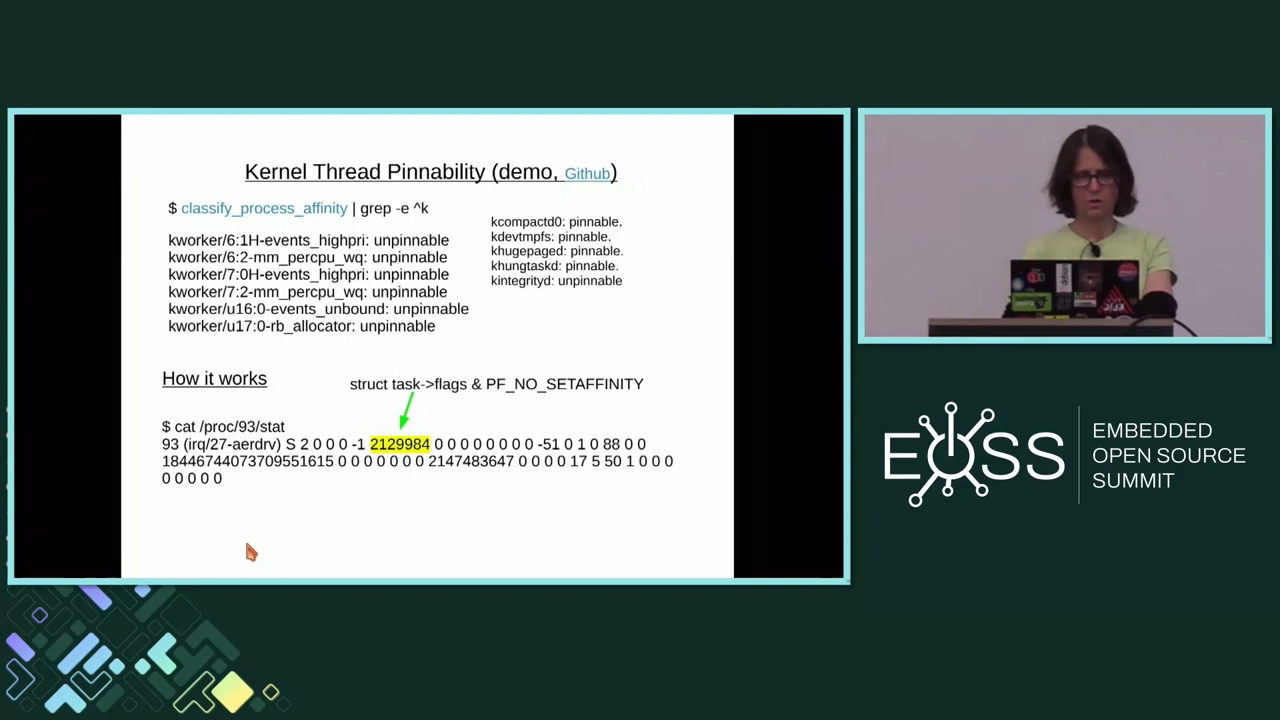 Kernel Thread Pinnability (demo, Github)
$ classify_process_affinity | grep -e ^k
kworker/6:1H-events_highpri: unpinnable
kworker/6:2-mm_percpu_wq: unpinnable
kworker/7:0H-events_highpri: unpinnable
kworker/7:2-mm_percpu_wq: unpinnable
kworker/u16:0-events_unbound: unpinnable
kworker/u17:0-rb_allocator: unpinnable
kcompactd0: pinnable.
kdevtmpfs: pinnable.
khugepaged: pinnable.
khungtaskd: pinnable.
kintegrityd: unpinnable
How it works
struct task->flags & PF_NO_SETAFFINITY
$ cat /proc/93/stat
93 (irq/27-aerdrv) S 2 0 0 0 -1 2129984 0 0 0 0 0 0 0 0 -51 0 1 0 88 0 0
18446744073709551615 0 0 0 0 0 0 0 2147483647 0 0 0 0 17 5 50 1 0 0 0
0 0 0 0 0
EOSS
EMBEDDED
OPEN SOURCE
SUMMIT